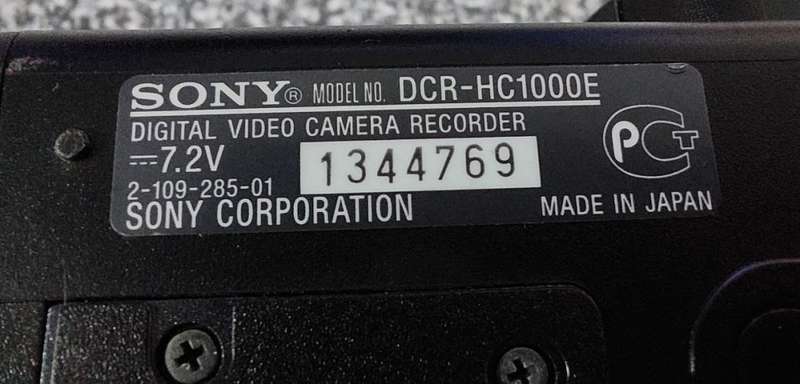 SONY® MODEL NO. DCR-HC1000E
DIGITAL VIDEO CAMERA RECORDER
⎓7.2V
1344769
2-109-285-01
SONY CORPORATION
РСТ
MADE IN JAPAN